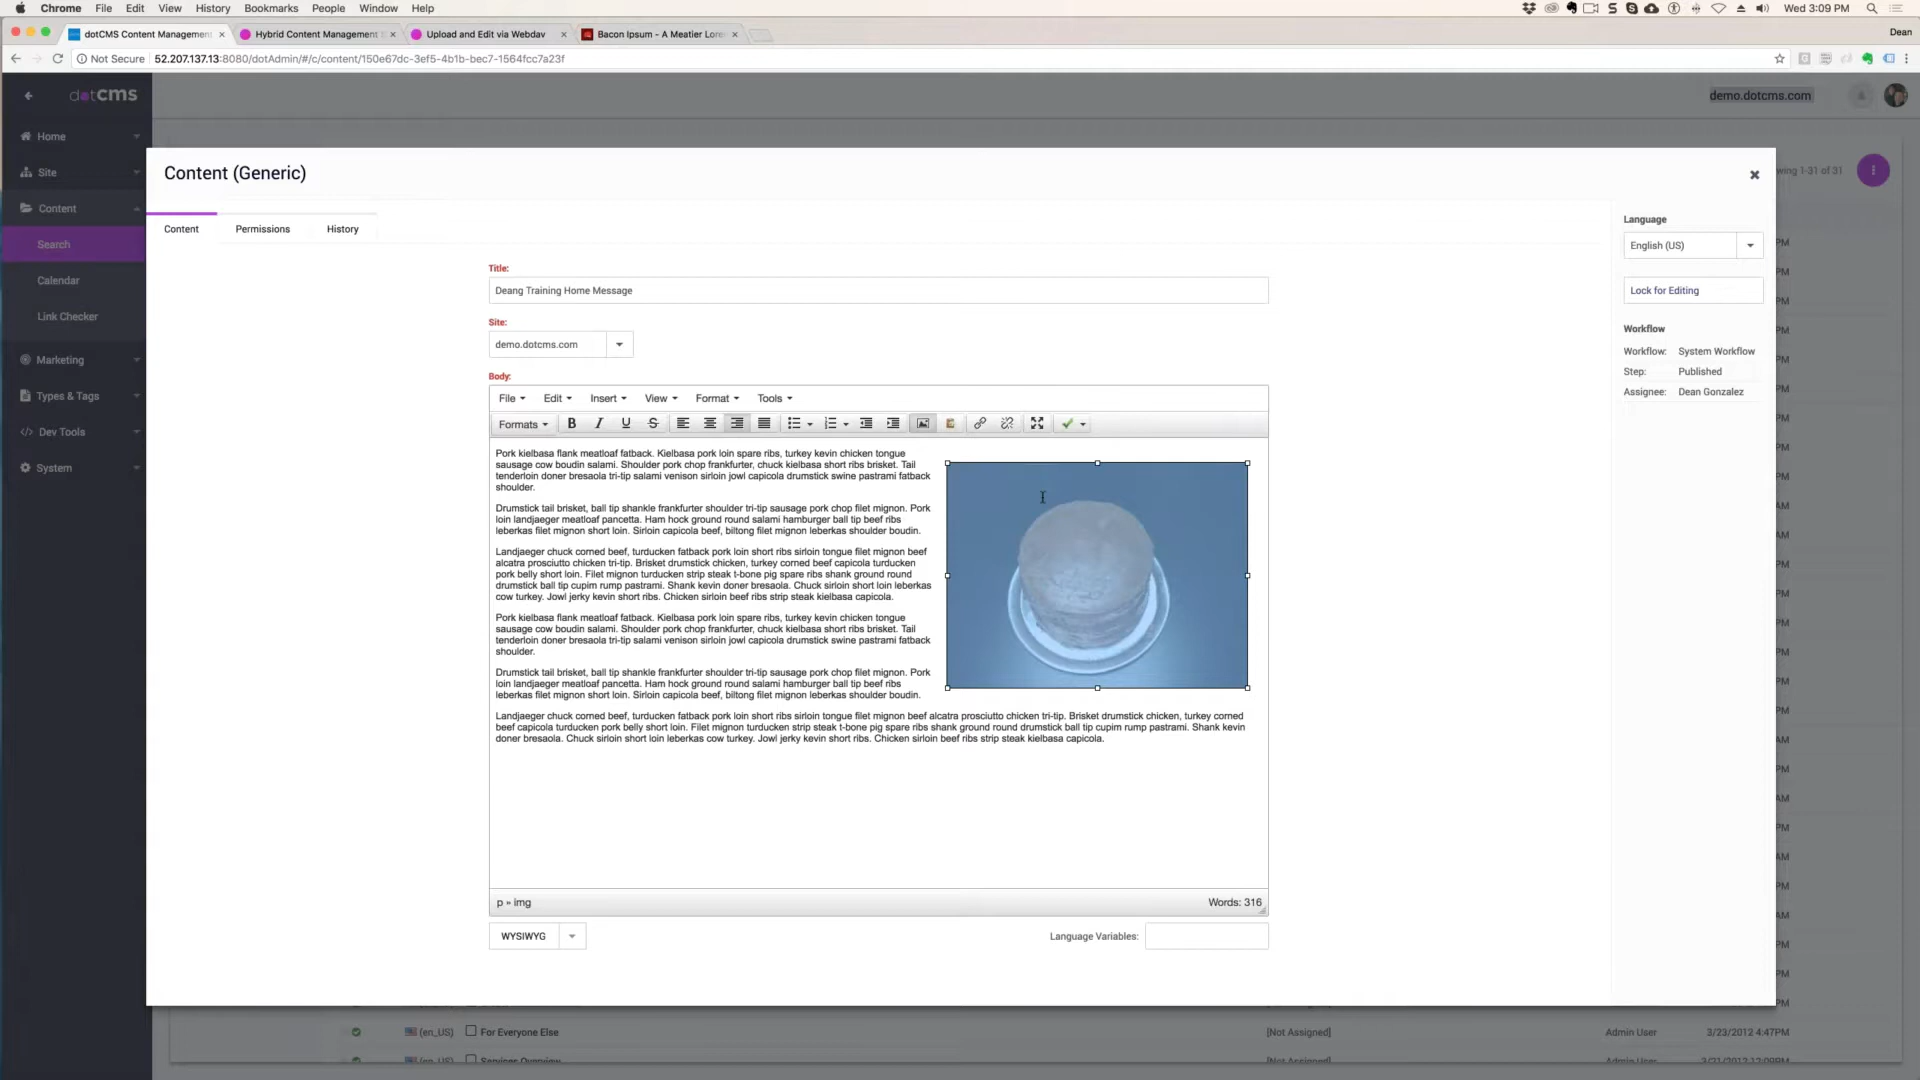 Chrome File Edit View History Bookmarks People Window Help Wed 3:09 PM
dotCMS Content Management Hybrid Content Management Upload and Edit via Webdav Bacon Ipsum - A Meatier Lore Dean
Not Secure 52.207.137.13:8080/dotAdmin/#/c/content/150e67dc-3ef5-4b1b-bec7-1564fcc7a23f
dotCMS demo.dotcms.com
Home
Site
Content
Search
Calendar
Link Checker
Marketing
Types & Tags
Dev Tools
System
Content (Generic)
wing 1-31 of 31
Content Permissions History
Language
English (US)
Lock for Editing
Workflow
Workflow: System Workflow
Step: Published
Assignee: Dean Gonzalez
Title:
Deang Training Home Message
Site:
demo.dotcms.com
Body:
File Edit Insert View Format Tools
Formats B I U S
Pork kielbasa flank meatloaf fatback. Kielbasa pork loin spare ribs, turkey kevin chicken tongue
sausage cow boudin salami. Shoulder pork chop frankfurter, chuck kielbasa short ribs brisket. Tail
tenderloin doner bresaola tri-tip salami venison sirloin jowl capicola drumstick swine pastrami fatback
shoulder.
Drumstick tail brisket, ball tip shankle frankfurter shoulder tri-tip sausage pork chop filet mignon. Pork
loin landjaeger meatloaf pancetta. Ham hock ground round salami hamburger ball tip beef ribs
leberkas filet mignon short loin. Sirloin capicola beef, biltong filet mignon leberkas shoulder boudin.
Landjaeger chuck corned beef, turducken fatback pork loin short ribs sirloin tongue filet mignon beef
alcatra prosciutto chicken tri-tip. Brisket drumstick chicken, turkey corned beef capicola turducken
pork belly short loin. Filet mignon turducken strip steak t-bone pig spare ribs shank ground round
drumstick ball tip cupim rump pastrami. Shank kevin doner bresaola. Chuck sirloin short loin leberkas
cow turkey. Jowl jerky kevin short ribs. Chicken sirloin beef ribs strip steak kielbasa capicola.
Pork kielbasa flank meatloaf fatback. Kielbasa pork loin spare ribs, turkey kevin chicken tongue
sausage cow boudin salami. Shoulder pork chop frankfurter, chuck kielbasa short ribs brisket. Tail
tenderloin doner bresaola tri-tip salami venison sirloin jowl capicola drumstick swine pastrami fatback
shoulder.
Drumstick tail brisket, ball tip shankle frankfurter shoulder tri-tip sausage pork chop filet mignon. Pork
loin landjaeger meatloaf pancetta. Ham hock ground round salami hamburger ball tip beef ribs
leberkas filet mignon short loin. Sirloin capicola beef, biltong filet mignon leberkas shoulder boudin.
Landjaeger chuck corned beef, turducken fatback pork loin short ribs sirloin tongue filet mignon beef alcatra prosciutto chicken tri-tip. Brisket drumstick chicken, turkey corned
beef capicola turducken pork belly short loin. Filet mignon turducken strip steak t-bone pig spare ribs shank ground round drumstick ball tip cupim rump pastrami. Shank kevin
doner bresaola. Chuck sirloin short loin leberkas cow turkey. Jowl jerky kevin short ribs. Chicken sirloin beef ribs strip steak kielbasa capicola.
p » img Words: 316
WYSIWYG Language Variables:
(en_US) For Everyone Else [Not Assigned] Admin User 3/23/2012 4:47PM